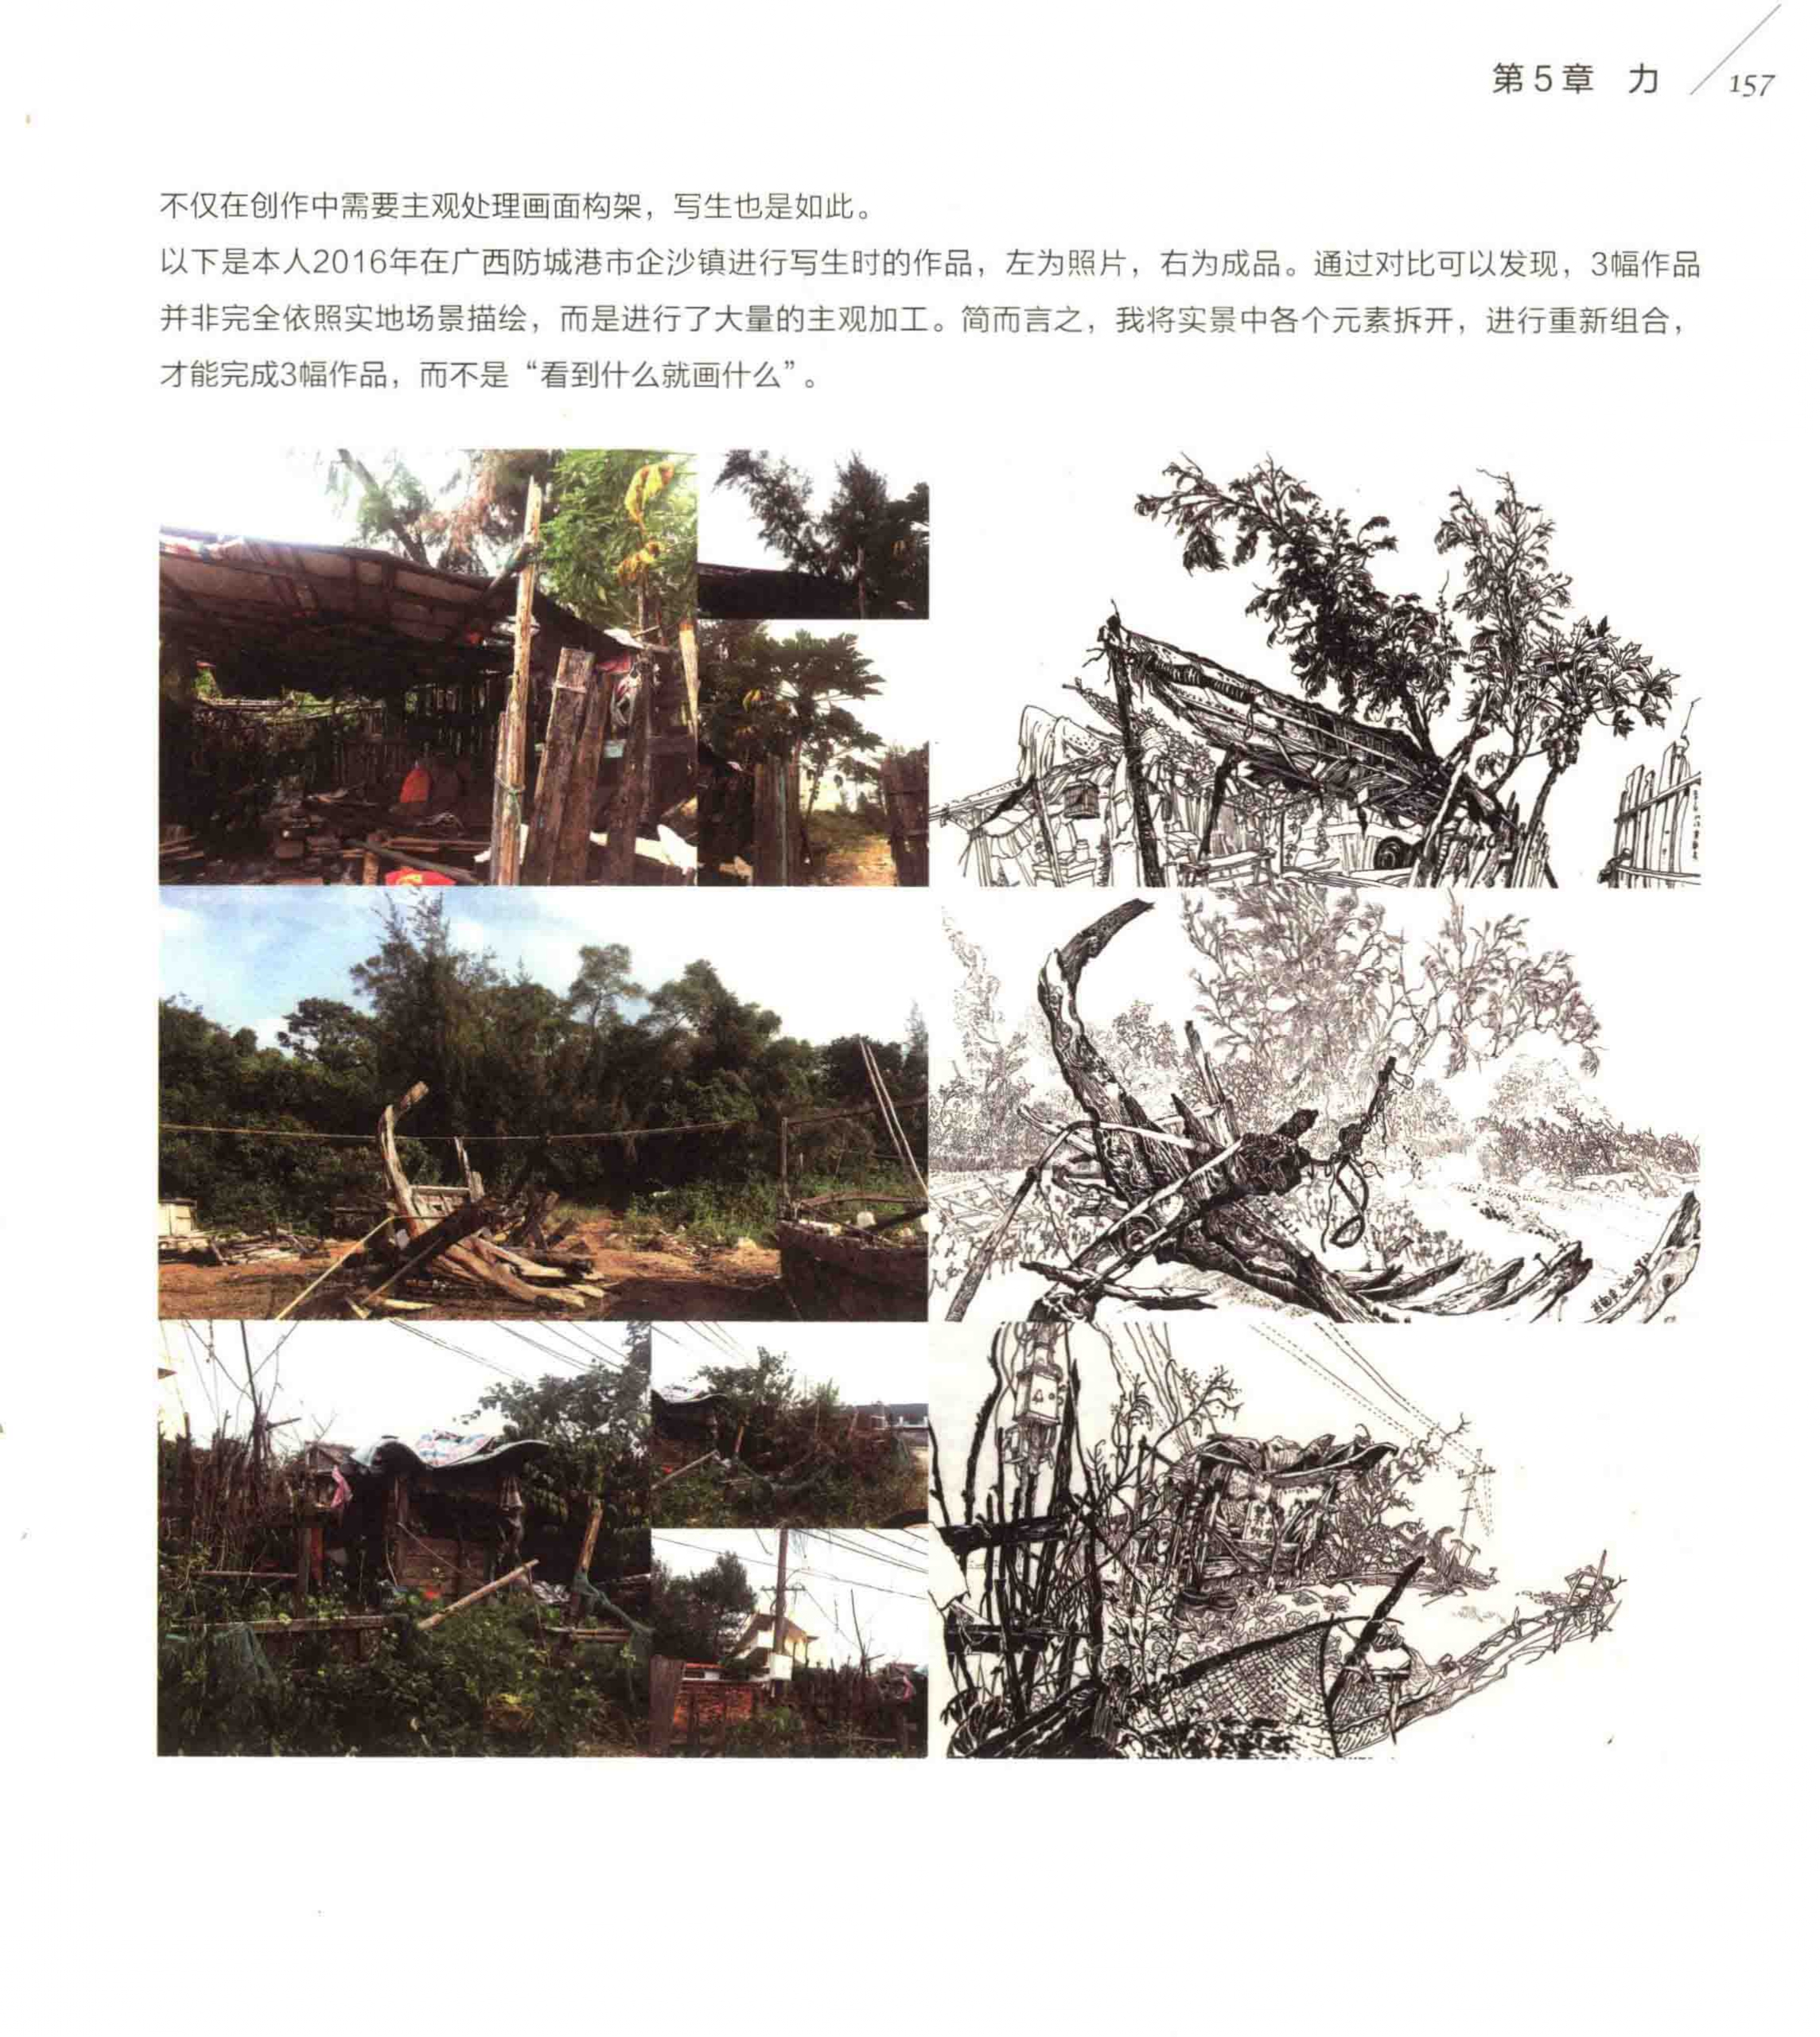 第5章 力
157
不仅在创作中需要主观处理画面构架，写生也是如此。
以下是本人2016年在广西防城港市企沙镇进行写生时的作品，左为照片，右为成品。通过对比可以发现，3幅作品
并非完全依照实地场景描绘，而是进行了大量的主观加工。简而言之，我将实景中各个元素拆开，进行重新组合，
才能完成3幅作品，而不是“看到什么就画什么”。